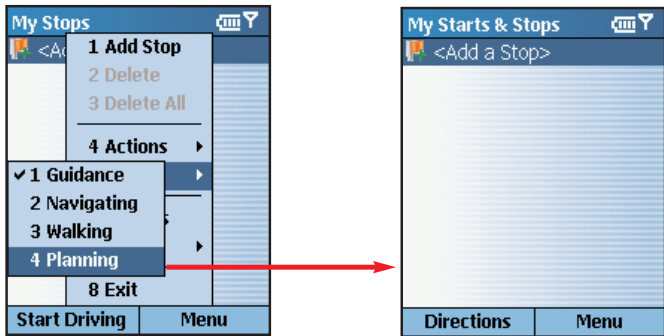 My Stops
<Ad
1 Add Stop
2 Delete
3 Delete All
4 Actions
1 Guidance
2 Navigating
3 Walking
4 Planning
8 Exit
Start Driving Menu
My Starts & Stops
<Add a Stop>
Directions Menu